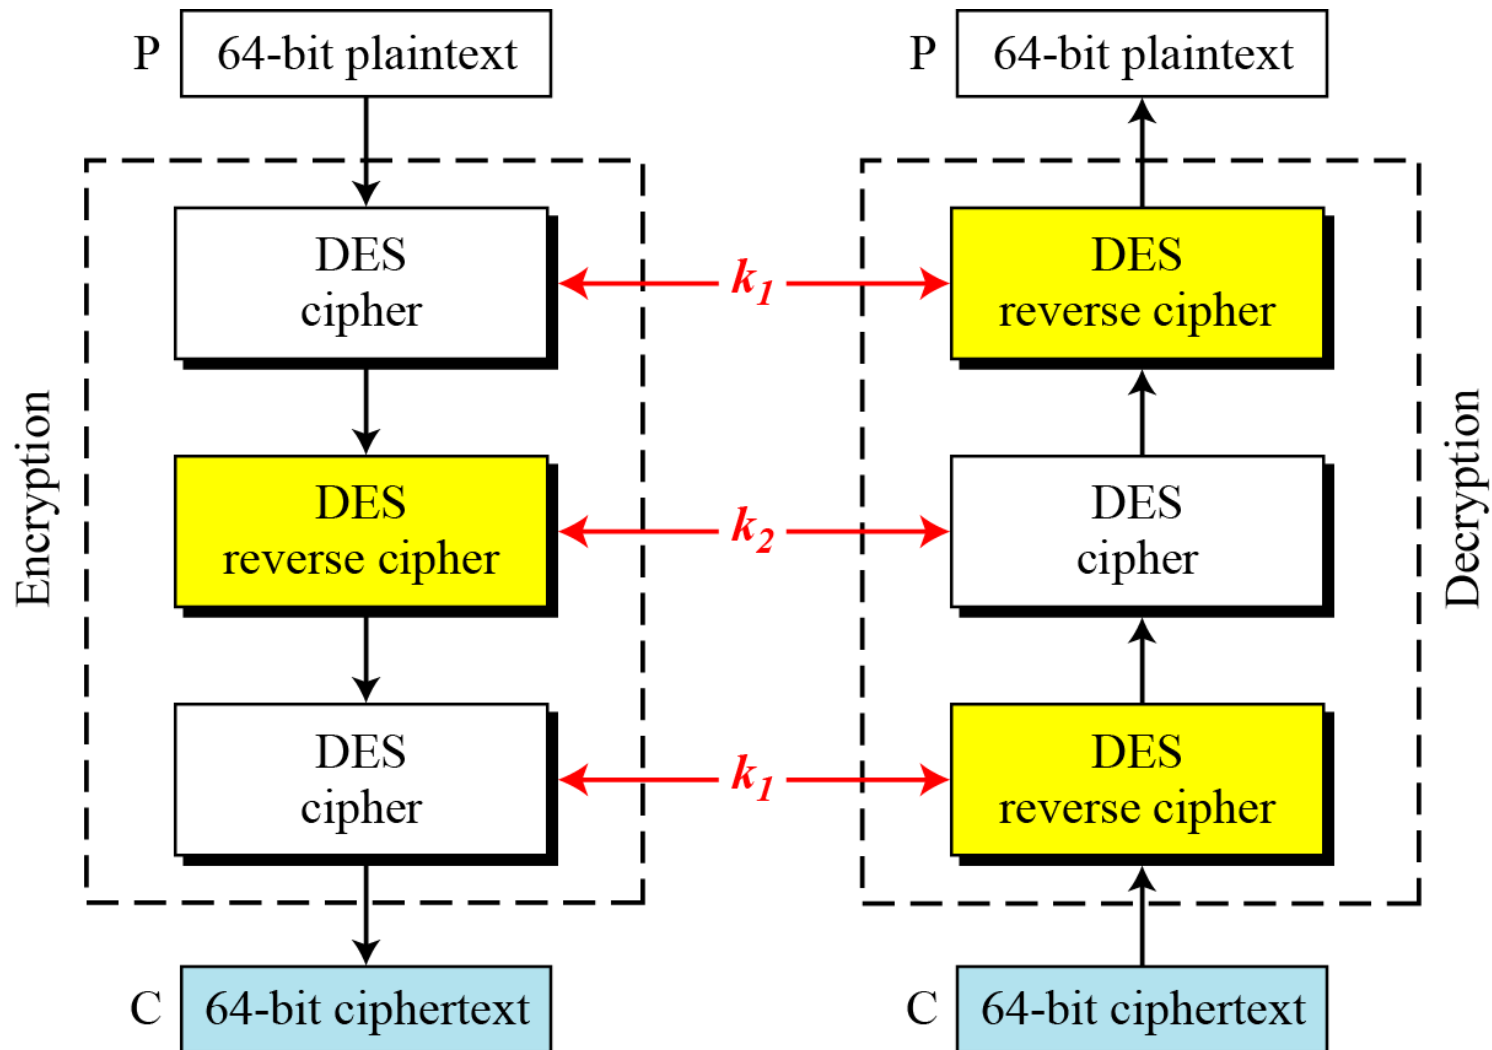 P 64-bit plaintext
P 64-bit plaintext
DES
cipher
k1
DES
reverse cipher
Encryption
DES
reverse cipher
k2
DES
cipher
Decryption
DES
cipher
k1
DES
reverse cipher
C 64-bit ciphertext
C 64-bit ciphertext